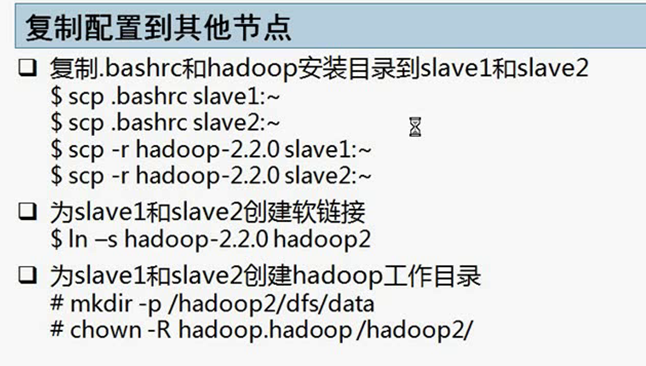 复制配置到其他节点
❑ 复制.bashrc和hadoop安装目录到slave1和slave2
$ scp .bashrc slave1:~
$ scp .bashrc slave2:~
$ scp -r hadoop-2.2.0 slave1:~
$ scp -r hadoop-2.2.0 slave2:~
❑ 为slave1和slave2创建软链接
$ ln –s hadoop-2.2.0 hadoop2
❑ 为slave1和slave2创建hadoop工作目录
# mkdir -p /hadoop2/dfs/data
# chown -R hadoop.hadoop /hadoop2/